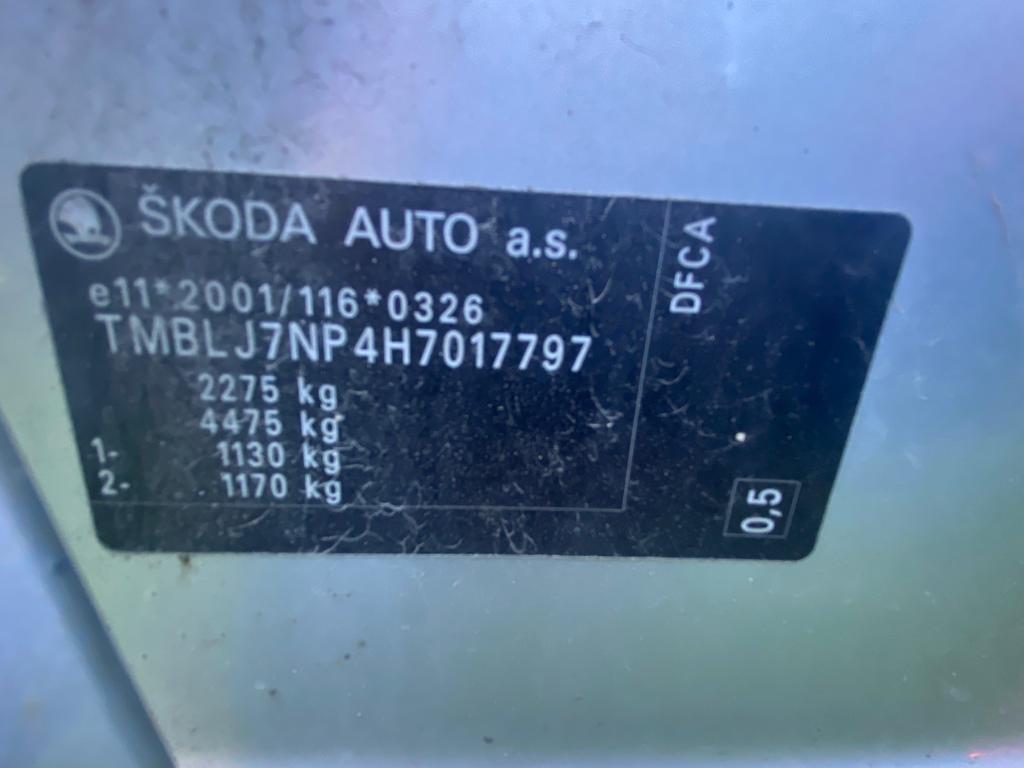 ŠKODA AUTO a.s.
e11*2001/116*0326
TMBLJ7NP4H7017797
2275 kg
4475 kg
1- 1130 kg
2- 1170 kg
DFCA
0,5